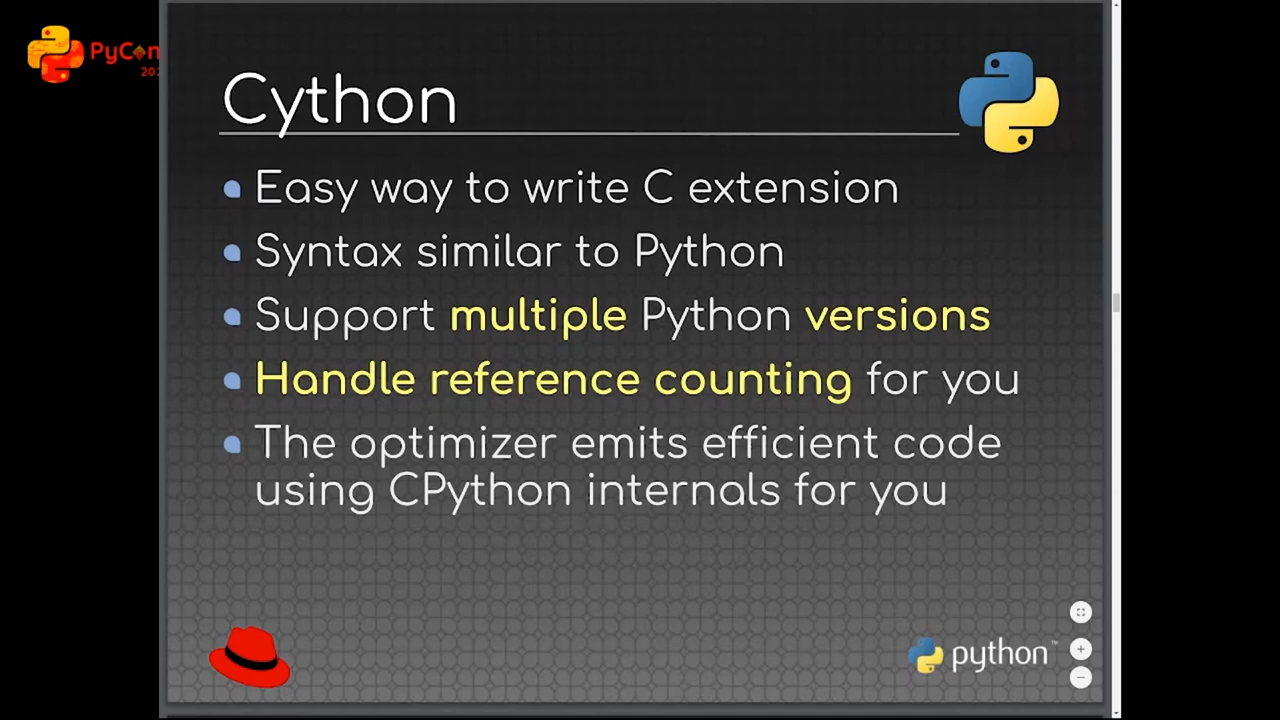 PyCon
Cython
Easy way to write C extension
Syntax similar to Python
Support multiple Python versions
Handle reference counting for you
The optimizer emits efficient code
using CPython internals for you
python™